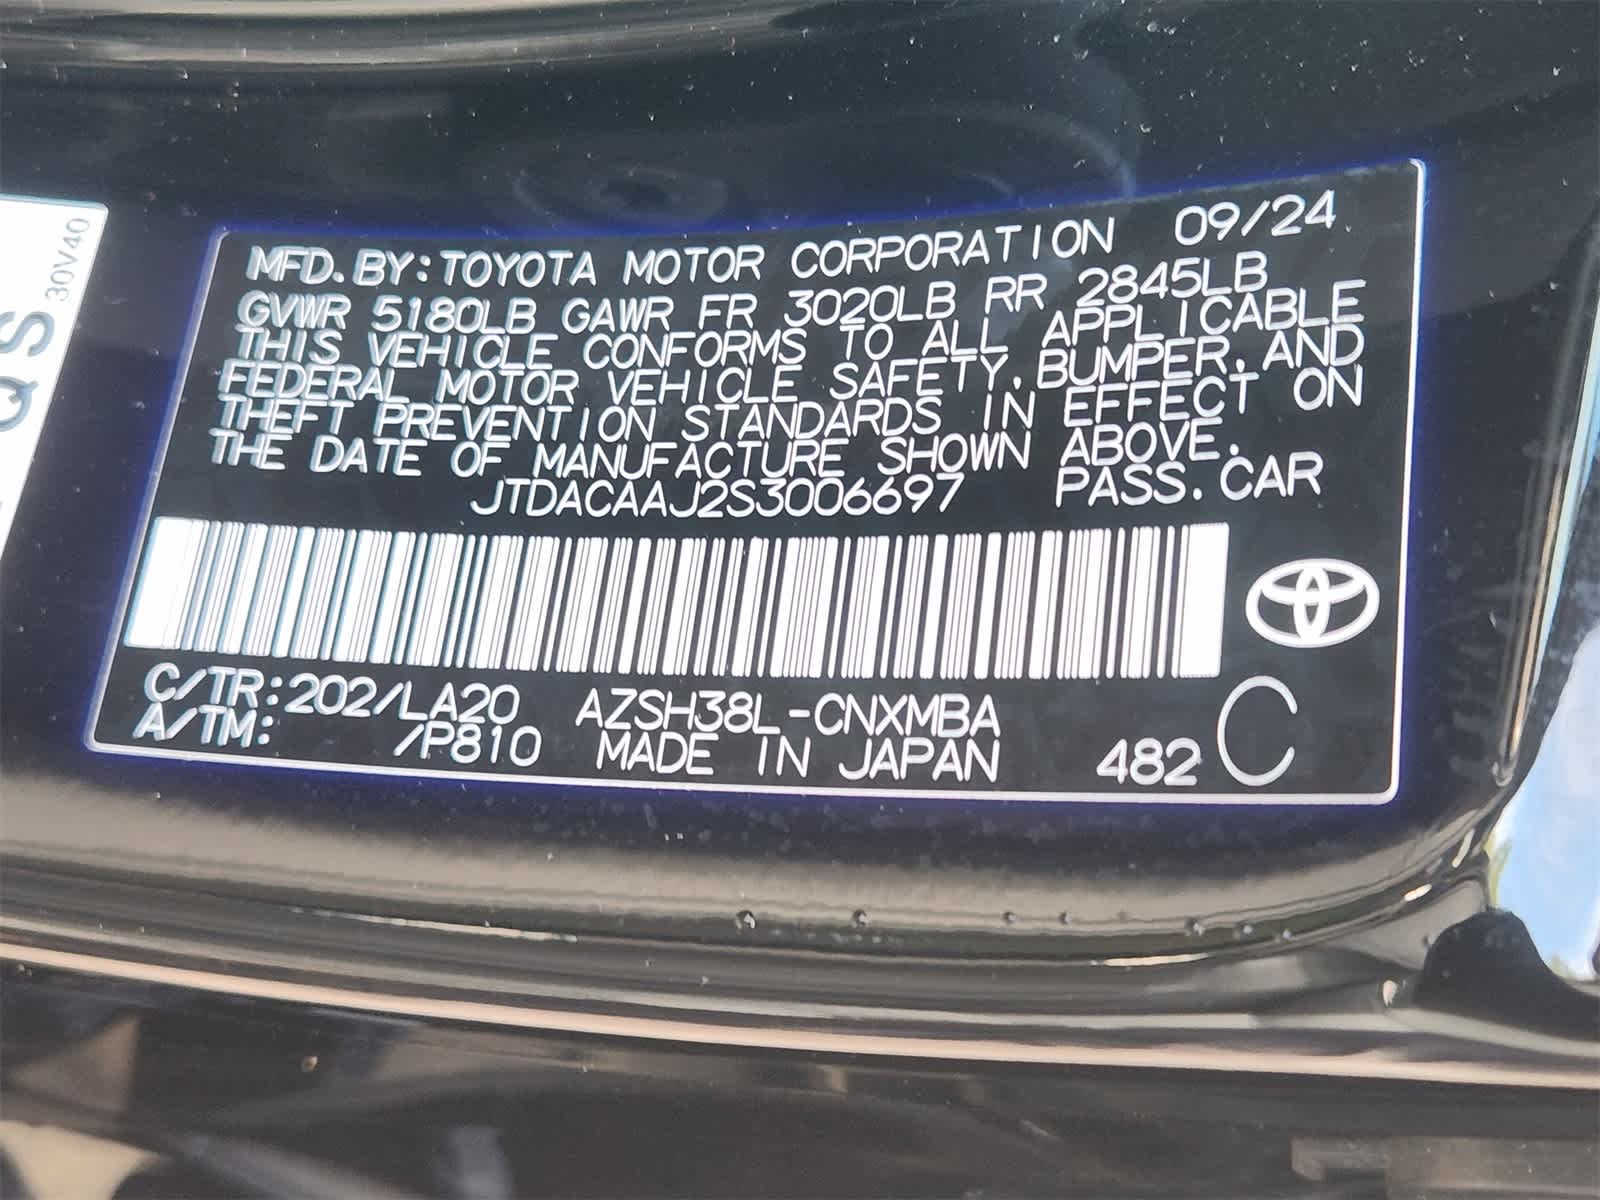 MFD. BY: TOYOTA MOTOR CORPORATION 09/24
GVWR 5180LB GAWR FR 3020LB RR 2845LB
THIS VEHICLE CONFORMS TO ALL APPLICABLE
FEDERAL MOTOR VEHICLE SAFETY, BUMPER, AND
THEFT PREVENTION STANDARDS IN EFFECT ON
THE DATE OF MANUFACTURE SHOWN ABOVE.
JTDACAAJ2S3006697 PASS. CAR
C/TR: 202/LA20 AZSH38L-CNXMBA
A/TM: /P810 MADE IN JAPAN 482 C
QS
30V40